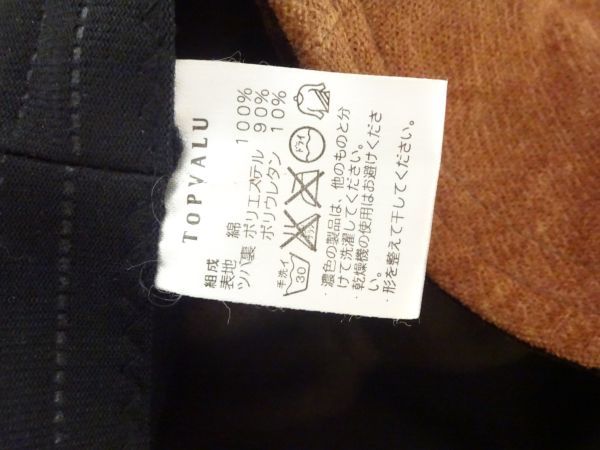 TOPVALU
組成
表地 綿 100%
ツバ裏 ポリエステル 90%
ポリウレタン 10%
手洗イ
30
ドライ
・濃色の製品は、他のものと分
けて洗濯してください。
・乾燥機の使用はお避けくださ
い。
・形を整えて干してください。